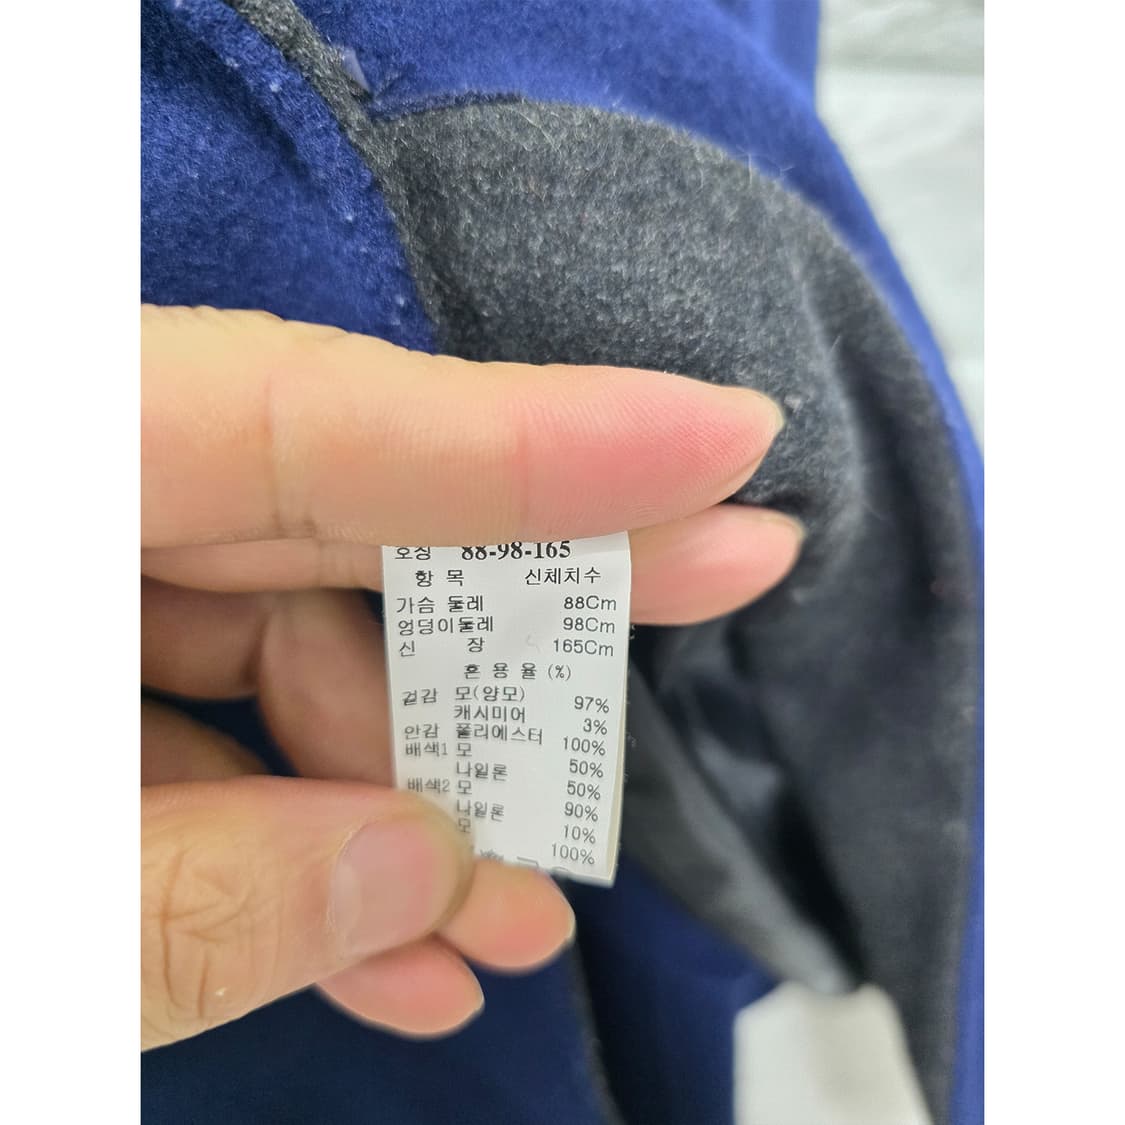 호칭 88-98-165
항 목 신체치수
가슴 둘레 88Cm
엉덩이둘레 98Cm
신 장 165Cm
혼 용 율 (%)
겉감 모(양모) 97%
캐시미어 3%
안감 폴리에스터 100%
배색1 모 50%
나일론 50%
배색2 모 90%
나일론 10%
모 100%